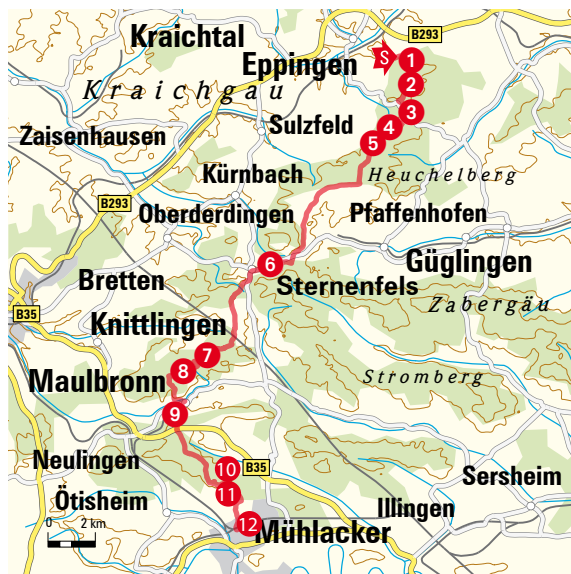 B293
Kraichtal
Eppingen
S
1
Kraichgau
2
3
Zaisenhausen
Sulzfeld
4
5
Kürnbach
Heuchelberg
B293
Oberderdingen
Pfaffenhofen
6
Güglingen
Bretten
Sternenfels
Zabergäu
B35
Knittlingen
7
Maulbronn
8
Stromberg
9
Neulingen
10
B35
Sersheim
Ötisheim
11
Illingen
0 2 km
12
Mühlacker